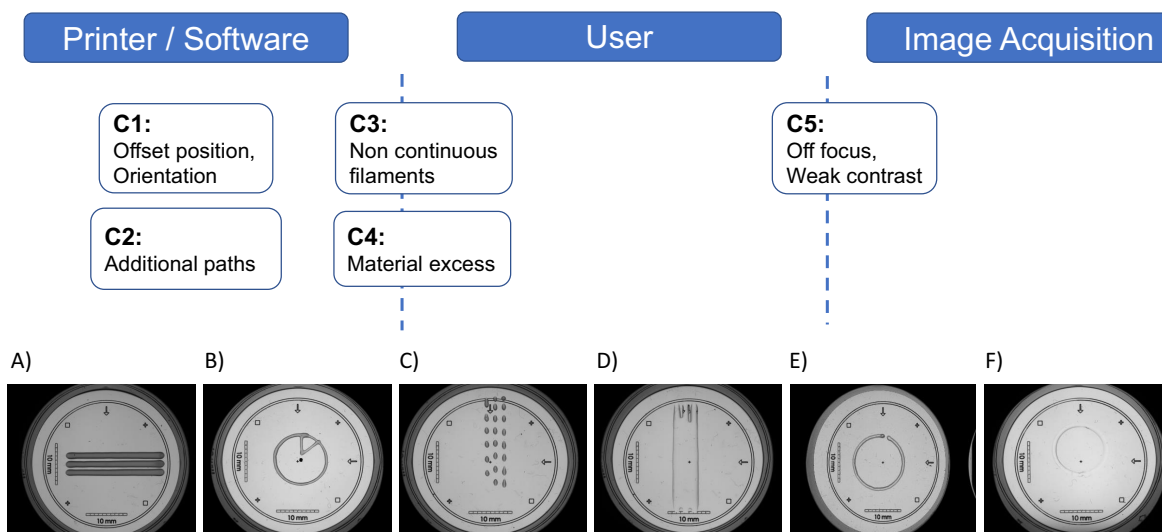 Printer / Software
User
Image Acquisition
C1:
Offset position,
Orientation
C3:
Non continuous
filaments
C5:
Off focus,
Weak contrast
C2:
Additional paths
C4:
Material excess
A)
B)
C)
D)
E)
F)
10 mm
10 mm
10 mm
10 mm
10 mm
10 mm
10 mm
10 mm
10 mm
10 mm
10 mm
10 mm